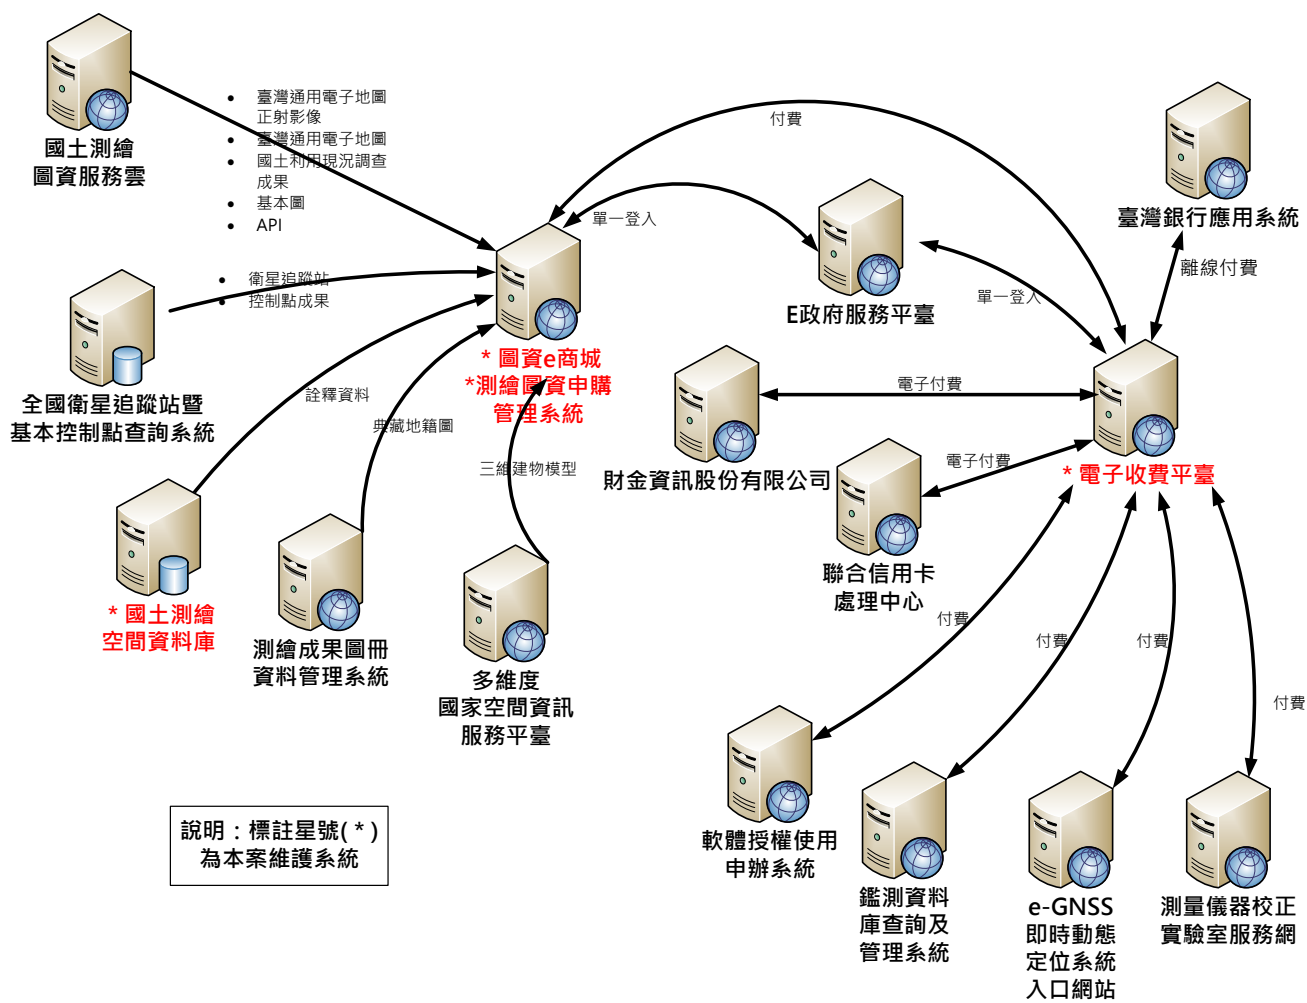 國土測繪
圖資服務雲
• 臺灣通用電子地圖
正射影像
• 臺灣通用電子地圖
• 國土利用現況調查
成果
• 基本圖
• API
付費
單一登入
E政府服務平臺
單一登入
臺灣銀行應用系統
離線付費
• 衛星追蹤站
• 控制點成果
全國衛星追蹤站暨
基本控制點查詢系統
* 圖資e商城
*測繪圖資申購
管理系統
詮釋資料
典藏地籍圖
三維建物模型
電子付費
財金資訊股份有限公司
電子付費
* 電子收費平臺
聯合信用卡
處理中心
* 國土測繪
空間資料庫
測繪成果圖冊
資料管理系統
多維度
國家空間資訊
服務平臺
付費
付費
付費
付費
說明：標註星號( * )
為本案維護系統
軟體授權使用
申辦系統
鑑測資料
庫查詢及
管理系統
e-GNSS
即時動態
定位系統
入口網站
測量儀器校正
實驗室服務網